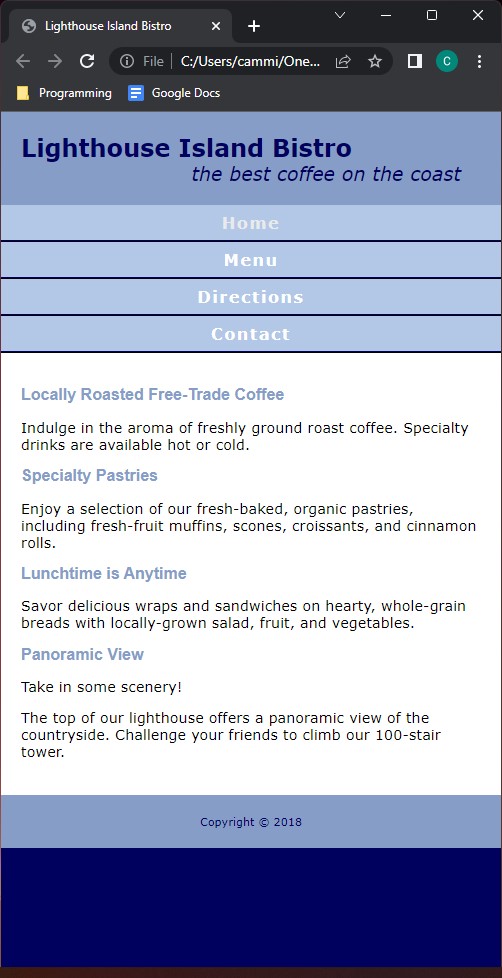 Lighthouse Island Bistro
File
C:/Users/cammi/One...
C
Programming
Google Docs
Lighthouse Island Bistro
the best coffee on the coast
Home
Menu
Directions
Contact
Locally Roasted Free-Trade Coffee
Indulge in the aroma of freshly ground roast coffee. Specialty
drinks are available hot or cold.
Specialty Pastries
Enjoy a selection of our fresh-baked, organic pastries,
including fresh-fruit muffins, scones, croissants, and cinnamon
rolls.
Lunchtime is Anytime
Savor delicious wraps and sandwiches on hearty, whole-grain
breads with locally-grown salad, fruit, and vegetables.
Panoramic View
Take in some scenery!
The top of our lighthouse offers a panoramic view of the
countryside. Challenge your friends to climb our 100-stair
tower.
Copyright © 2018